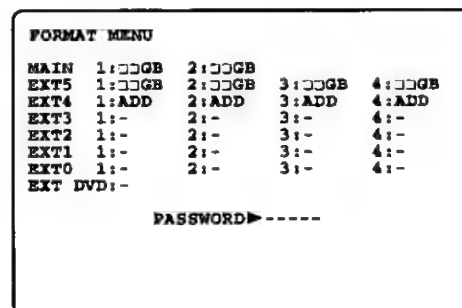 FORMAT MENU
MAIN 1:□□GB 2:□□GB
EXT5 1:□□GB 2:□□GB 3:□□GB 4:□□GB
EXT4 1:ADD 2:ADD 3:ADD 4:ADD
EXT3 1:- 2:- 3:- 4:-
EXT2 1:- 2:- 3:- 4:-
EXT1 1:- 2:- 3:- 4:-
EXT0 1:- 2:- 3:- 4:-
EXT DVD:-
PASSWORD►-----